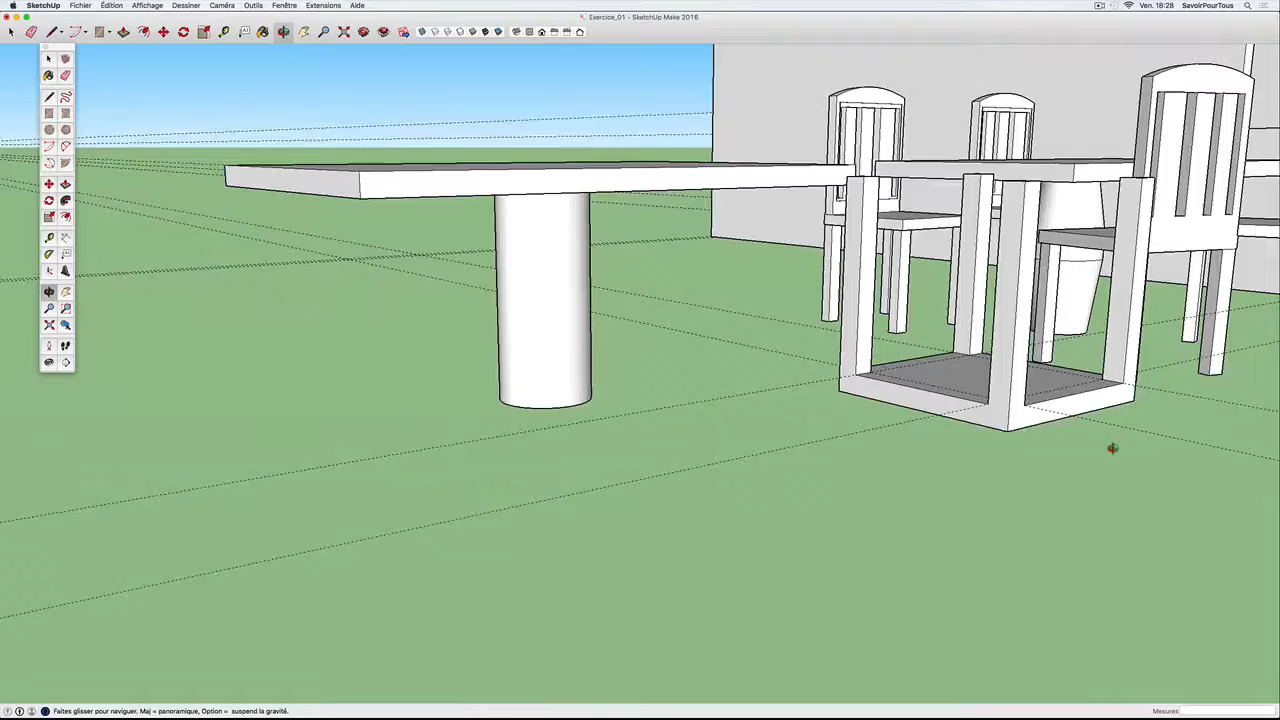 SketchUp Fichier Édition Affichage Dessiner Caméra Outils Fenêtre Extensions Aide
Ven. 18:28 SavoirPourTous
Exercice_01 - SketchUp Make 2016
Faites glisser pour naviguer. Maj = panoramique, Option = suspend la gravité.
Mesures